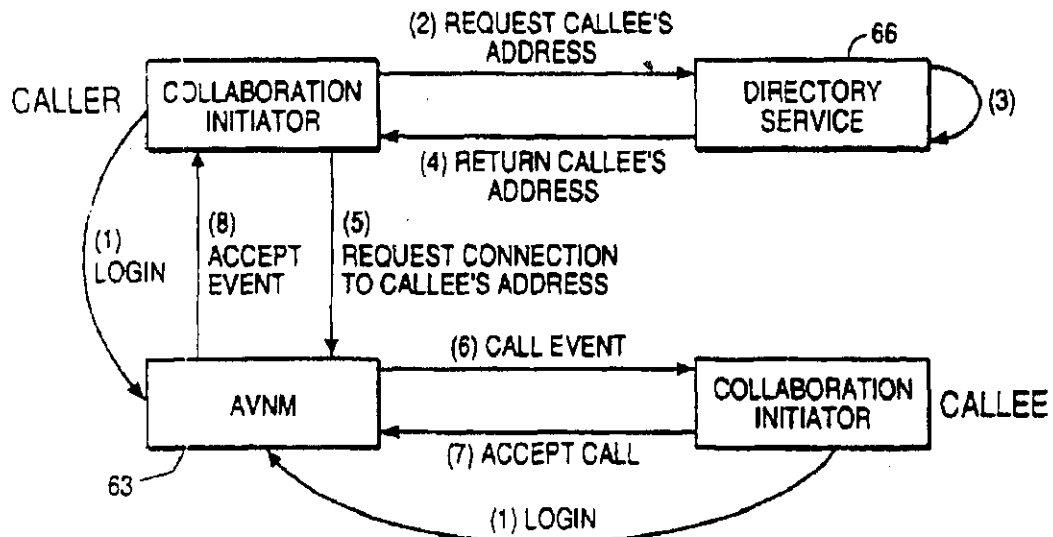 (2) REQUEST CALLEE'S
ADDRESS
66
CALLER
COLLABORATION
INITIATOR
DIRECTORY
SERVICE
(3)
(4) RETURN CALLEE'S
ADDRESS
(1)
LOGIN
(8)
ACCEPT
EVENT
(5)
REQUEST CONNECTION
TO CALLEE'S ADDRESS
(6) CALL EVENT
AVNM
COLLABORATION
INITIATOR
CALLEE
(7) ACCEPT CALL
63
(1) LOGIN